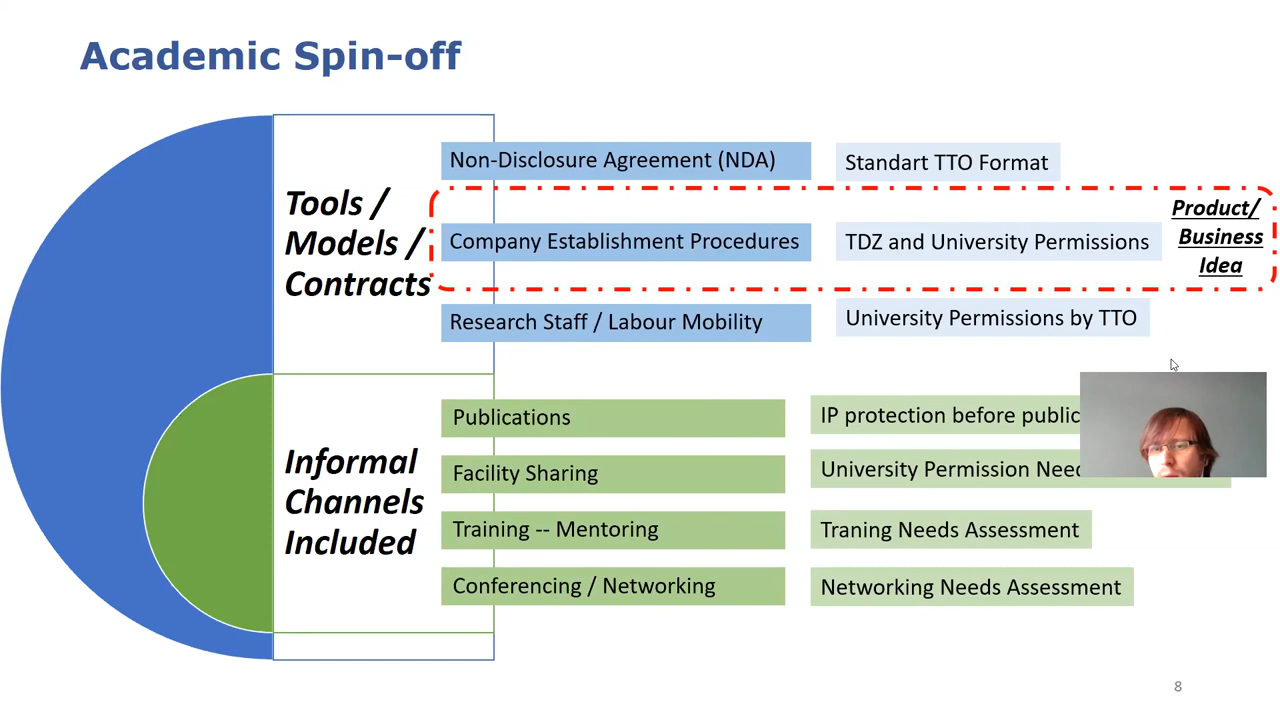 Academic Spin-off
Tools /
Models /
Contracts
Non-Disclosure Agreement (NDA)
Standart TTO Format
Company Establishment Procedures
TDZ and University Permissions
Product/
Business
Idea
Research Staff / Labour Mobility
University Permissions by TTO
Informal
Channels
Included
Publications
IP protection before
Facility Sharing
University Permission
Training -- Mentoring
Traning Needs Assessment
Conferencing / Networking
Networking Needs Assessment
8